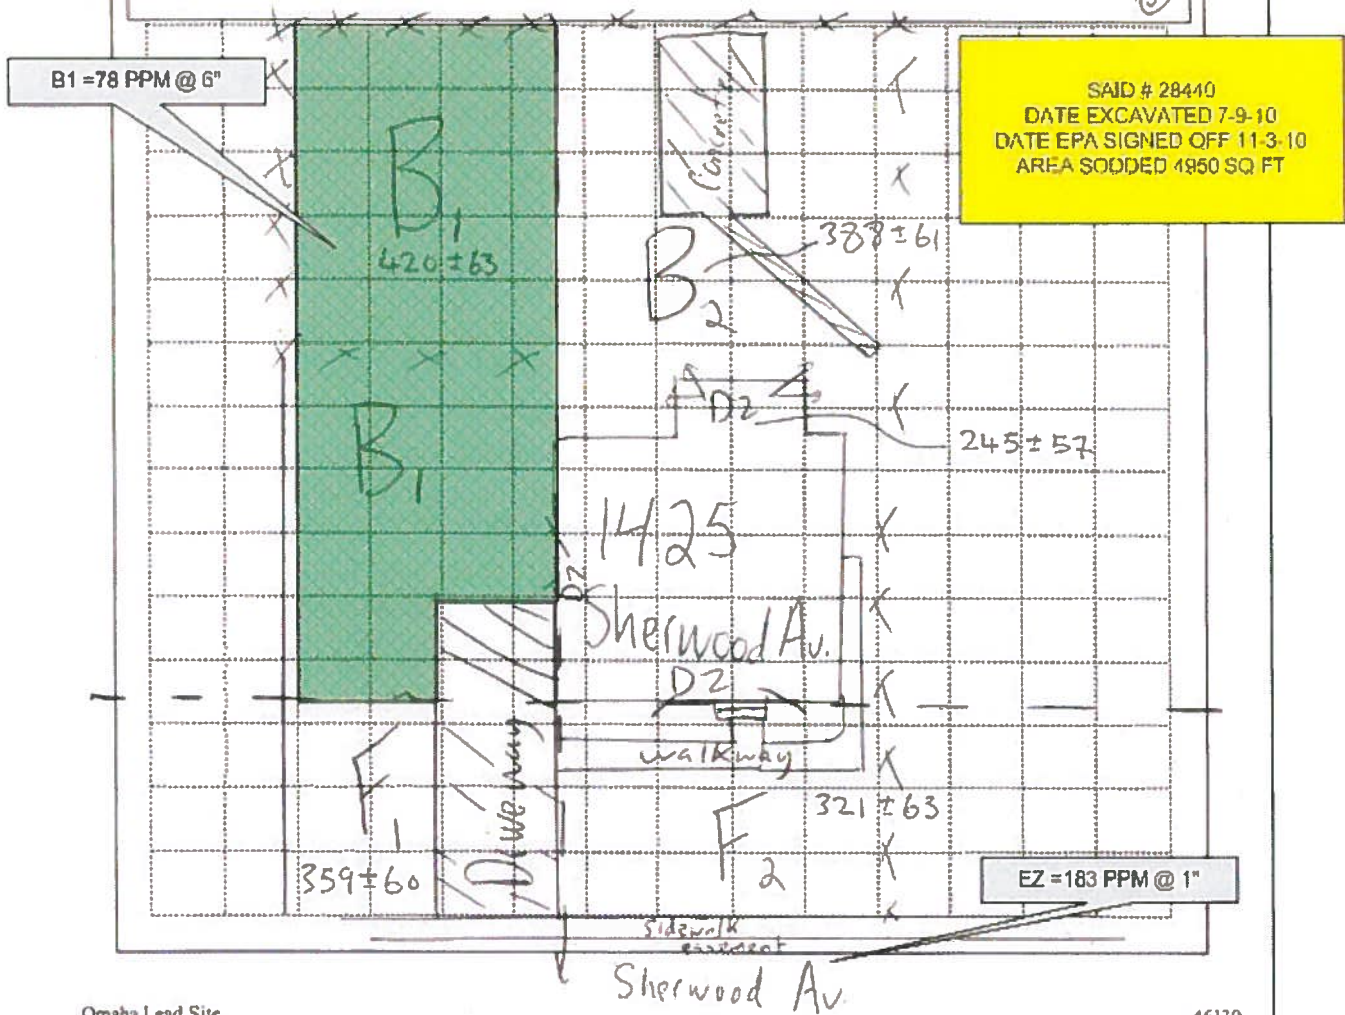 B1 =78 PPM @ 6"
SAID # 28440
DATE EXCAVATED 7-9-10
DATE EPA SIGNED OFF 11-3-10
AREA SODDED 4950 SQ FT
Concrete
B1
420±63
388±61
B2
D2
245±57
B1
1425
D2
Sherwood Av.
D2
walkway
F1
Driveway
321±63
F2
359±60
EZ =183 PPM @ 1"
sidewalk
easement
Sherwood Av.
Omaha Lead Site